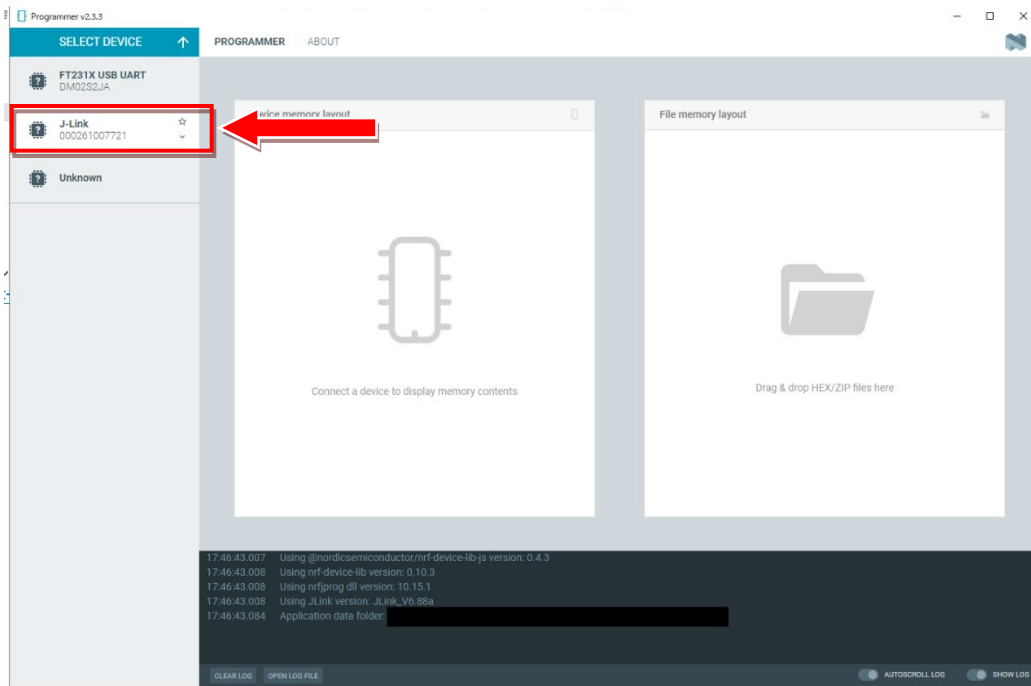 Programmer v2.3.3
SELECT DEVICE
PROGRAMMER ABOUT
FT231X USB UART
DM02S2JA
J-Link
000261007721
Unknown
memory layout
File memory layout
Connect a device to display memory contents
Drag & drop HEX/ZIP files here
17:46:43.007 Using @nordicsemiconductor/nrf-device-lib-js version: 0.4.3
17:46:43.008 Using nrf-device-lib version: 0.10.3
17:46:43.008 Using nrfjprog dll version: 10.15.1
17:46:43.008 Using JLink version: JLink_V6.88a
17:46:43.084 Application data folder:
CLEAR LOG OPEN LOG FILE
AUTOSCROLL LOG SHOW LOG